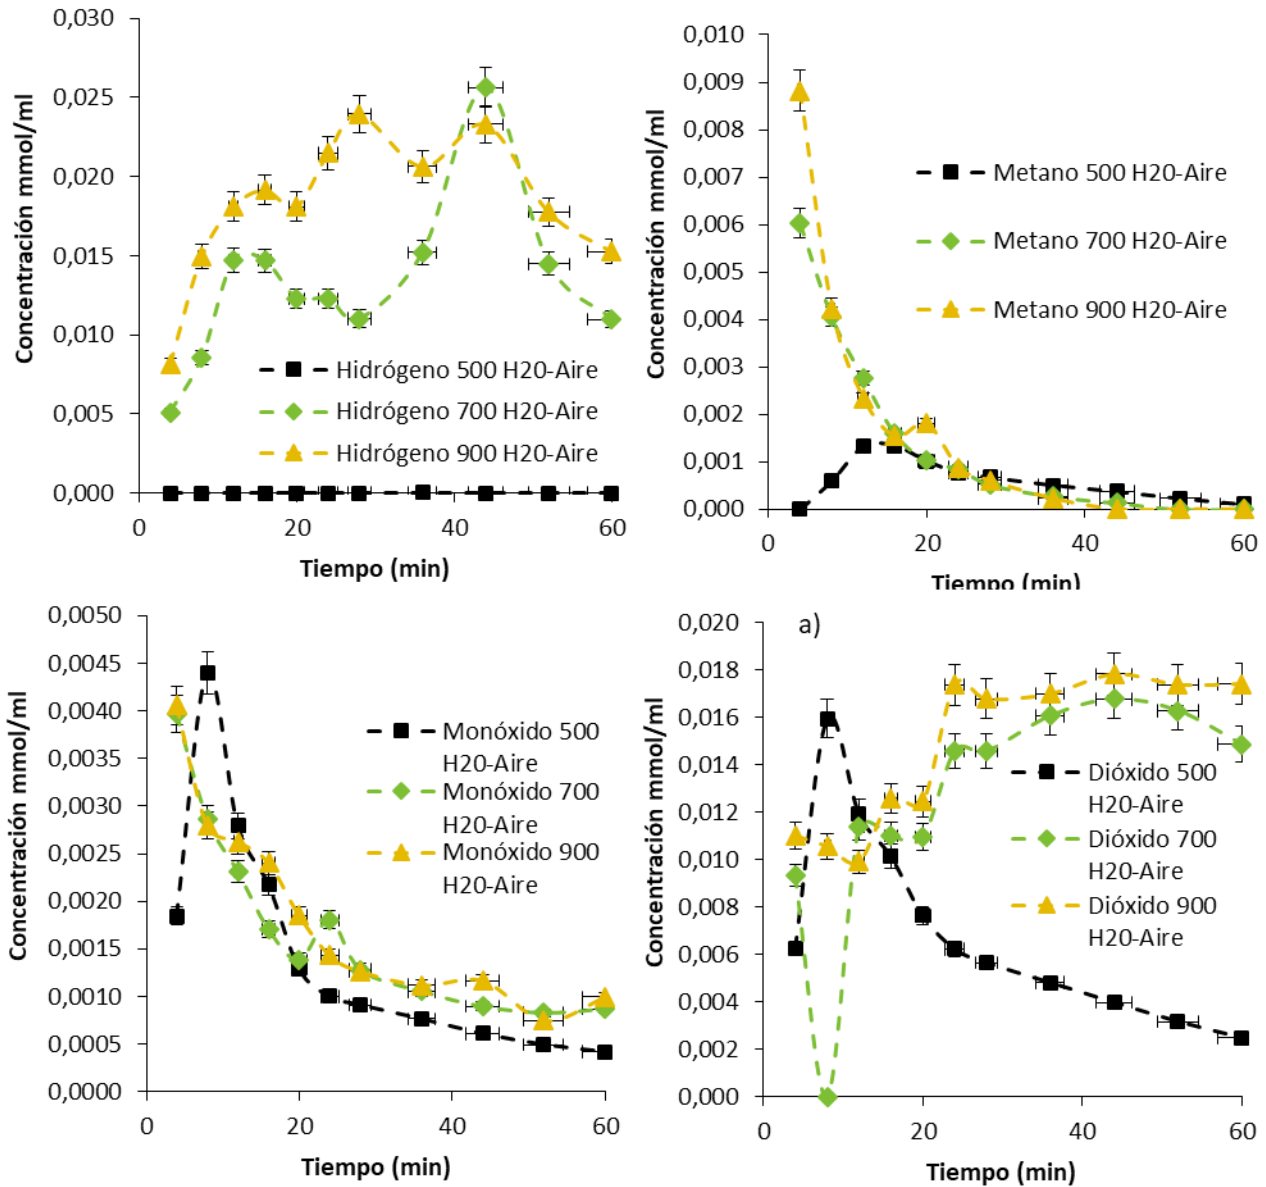 0,030
0,025
0,020
0,015
0,010
0,005
0,000
Concentración mmol/ml
Hidrógeno 500 H20-Aire
Hidrógeno 700 H20-Aire
Hidrógeno 900 H20-Aire
0 20 40 60
Tiempo (min)
0,010
0,009
0,008
0,007
0,006
0,005
0,004
0,003
0,002
0,001
0,000
Concentración mmol/ml
Metano 500 H20-Aire
Metano 700 H20-Aire
Metano 900 H20-Aire
0 20 40 60
Tiempo (min)
0,0050
0,0045
0,0040
0,0035
0,0030
0,0025
0,0020
0,0015
0,0010
0,0005
0,0000
Concentración mmol/ml
Monóxido 500
H20-Aire
Monóxido 700
H20-Aire
Monóxido 900
H20-Aire
0 20 40 60
Tiempo (min)
a)
0,020
0,018
0,016
0,014
0,012
0,010
0,008
0,006
0,004
0,002
0,000
Concentración mmol/ml
Dióxido 500
H20-Aire
Dióxido 700
H20-Aire
Dióxido 900
H20-Aire
0 20 40 60
Tiempo (min)